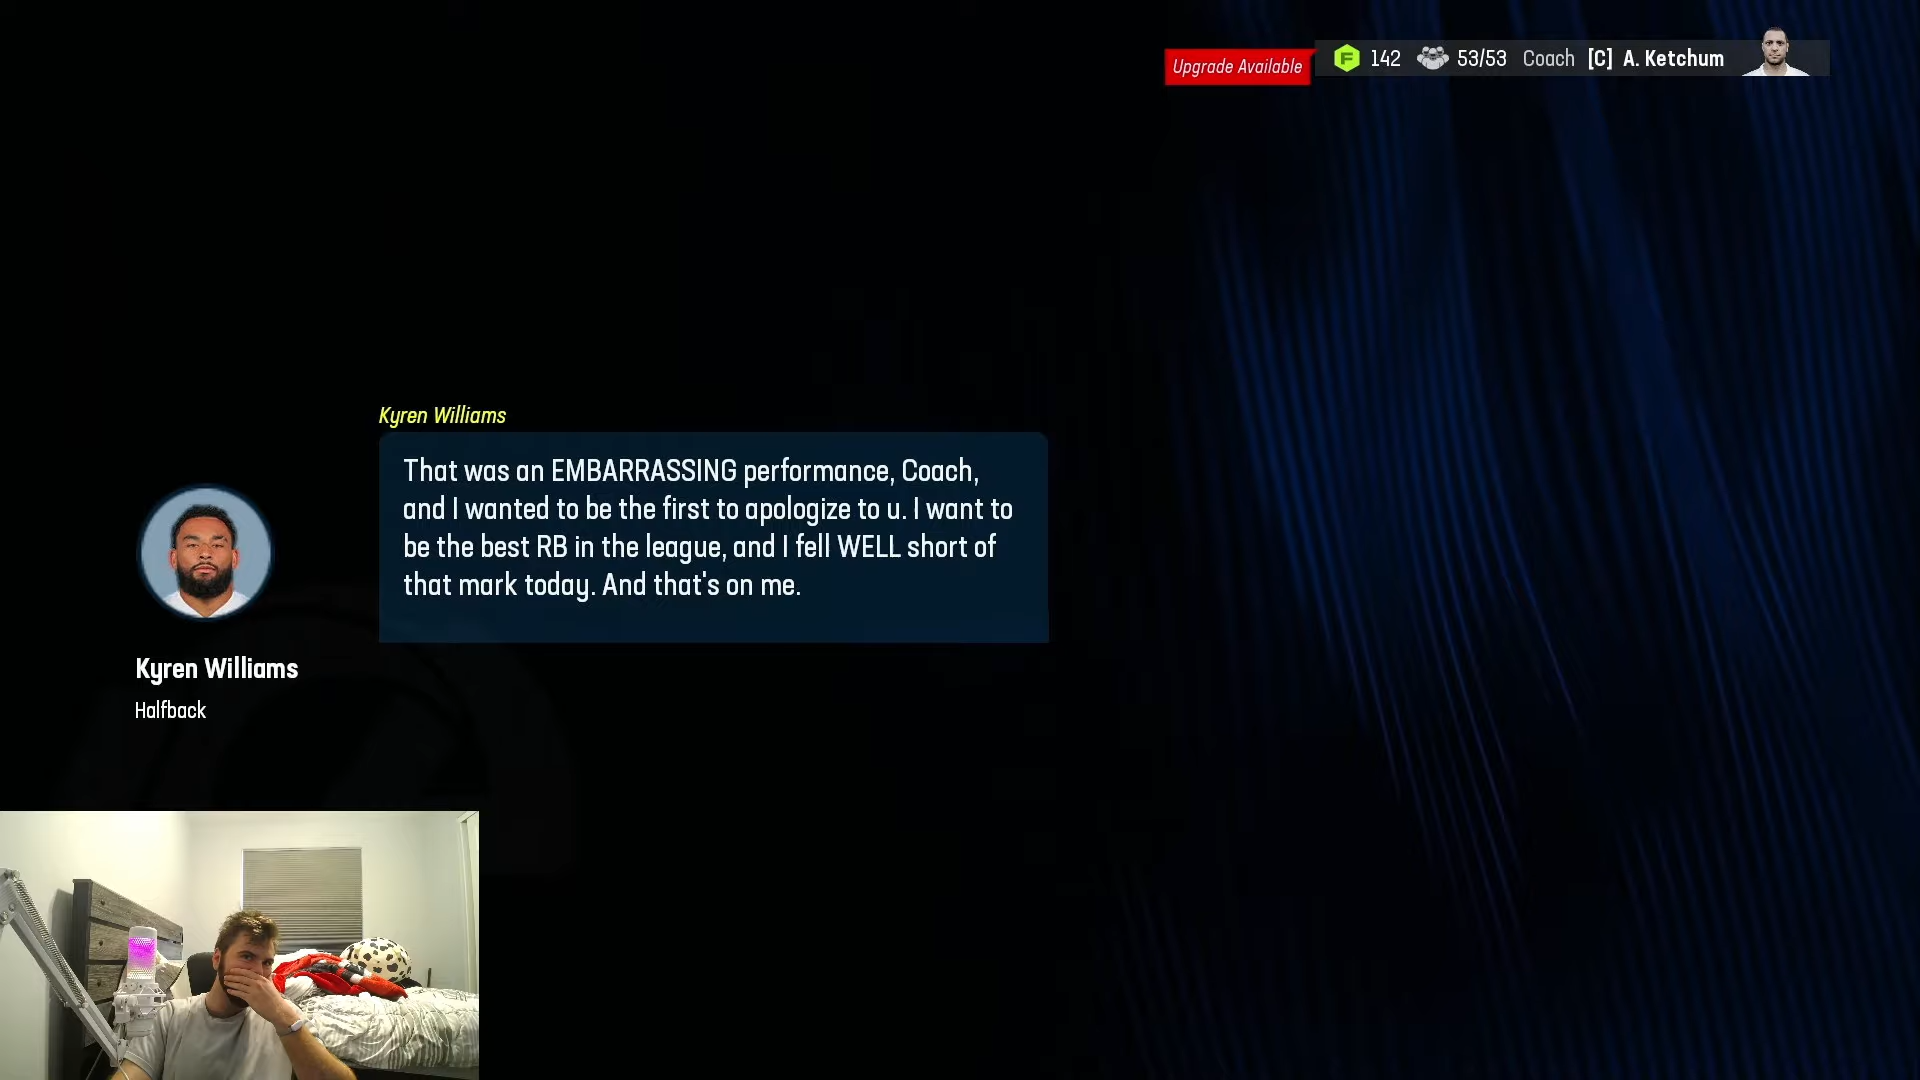 Upgrade Available
142 53/53 Coach [C] A. Ketchum
Kyren Williams
That was an EMBARRASSING performance, Coach,
and I wanted to be the first to apologize to u. I want to
be the best RB in the league, and I fell WELL short of
that mark today. And that's on me.
Kyren Williams
Halfback